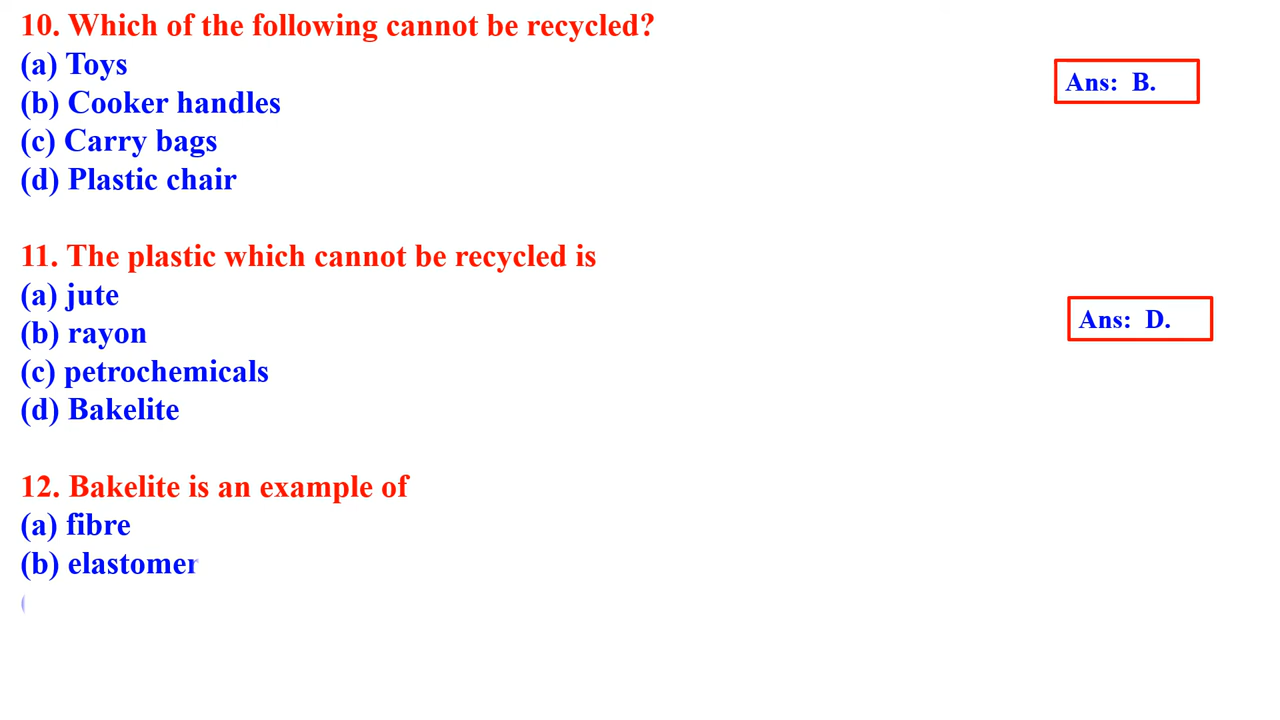 10. Which of the following cannot be recycled?
(a) Toys
Ans: B.
(b) Cooker handles
(c) Carry bags
(d) Plastic chair
11. The plastic which cannot be recycled is
(a) jute
Ans: D.
(b) rayon
(c) petrochemicals
(d) Bakelite
12. Bakelite is an example of
(a) fibre
(b) elastomer